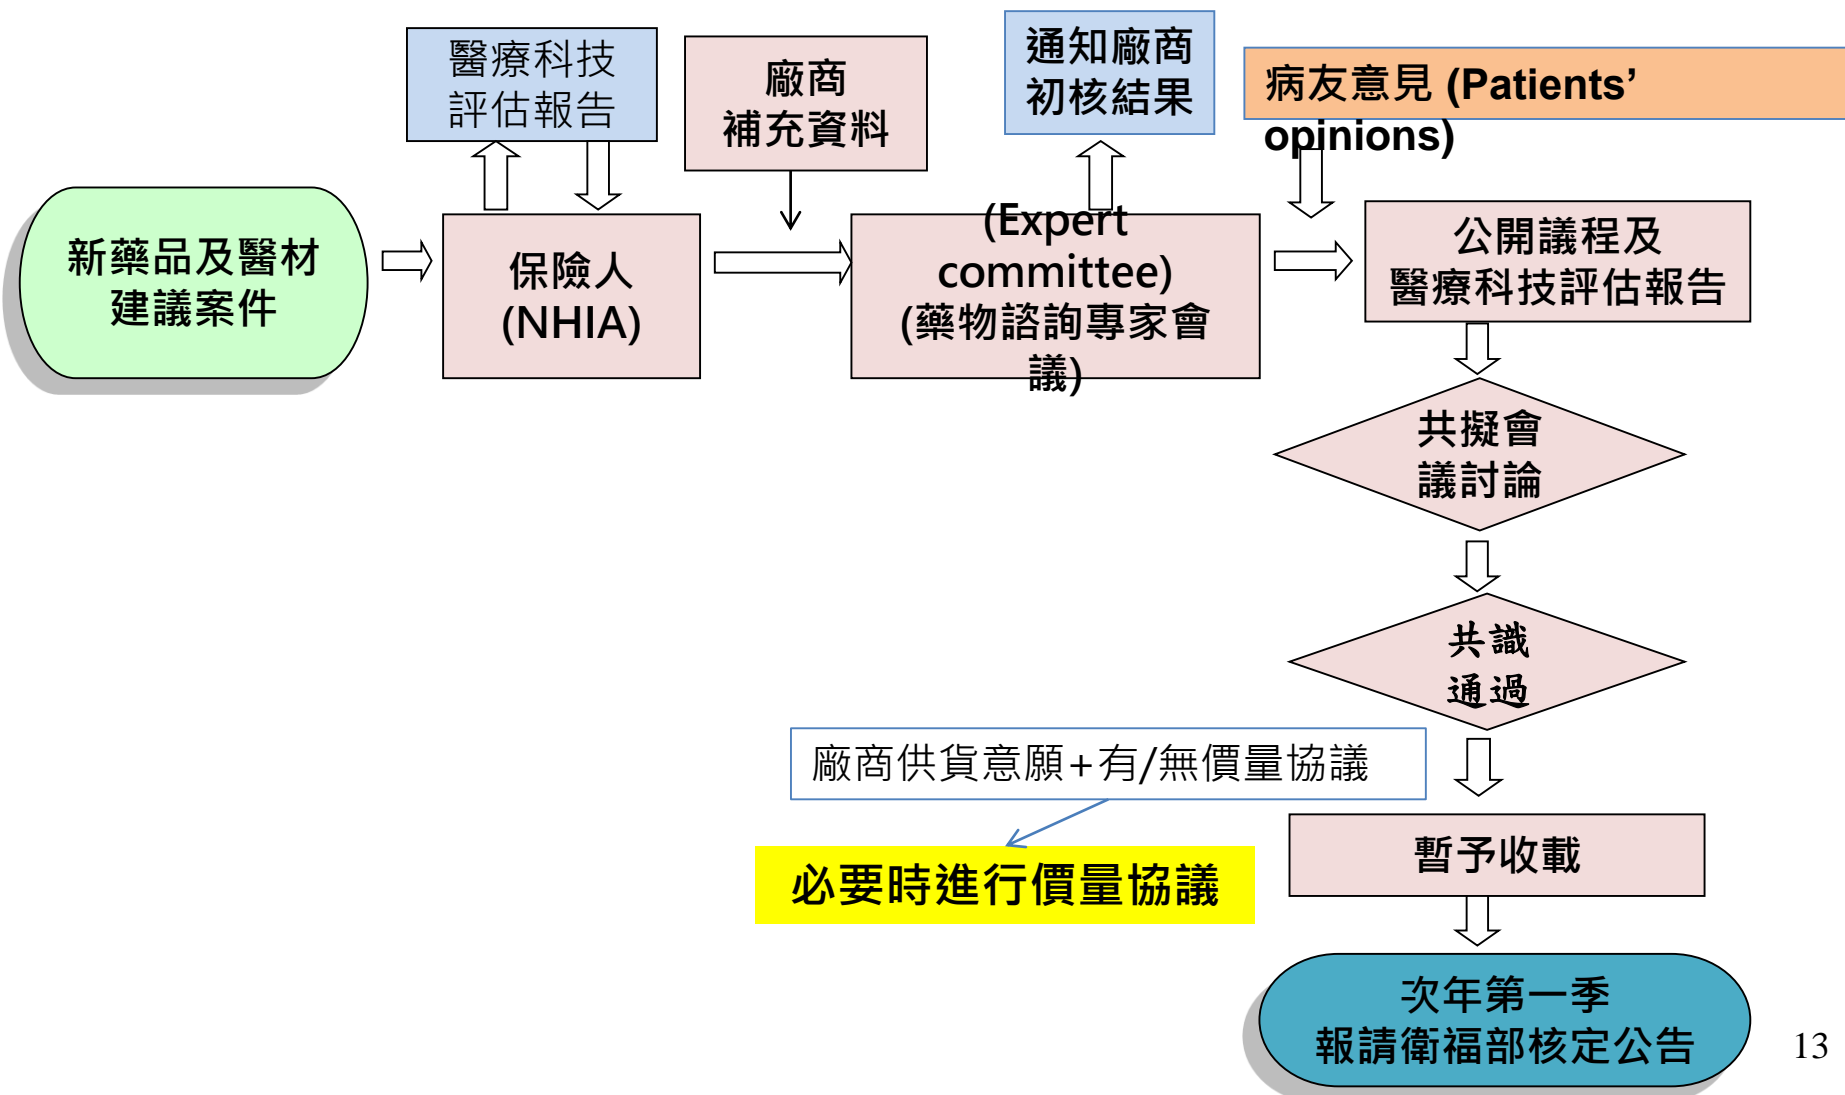 醫療科技
評估報告
廠商
補充資料
通知廠商
初核結果
病友意見 (Patients’
opinions)
新藥品及醫材
建議案件
保險人
(NHIA)
(Expert
committee)
(藥物諮詢專家會
議)
公開議程及
醫療科技評估報告
共擬會
議討論
共識
通過
廠商供貨意願+有/無價量協議
必要時進行價量協議
暫予收載
次年第一季
報請衛福部核定公告
13